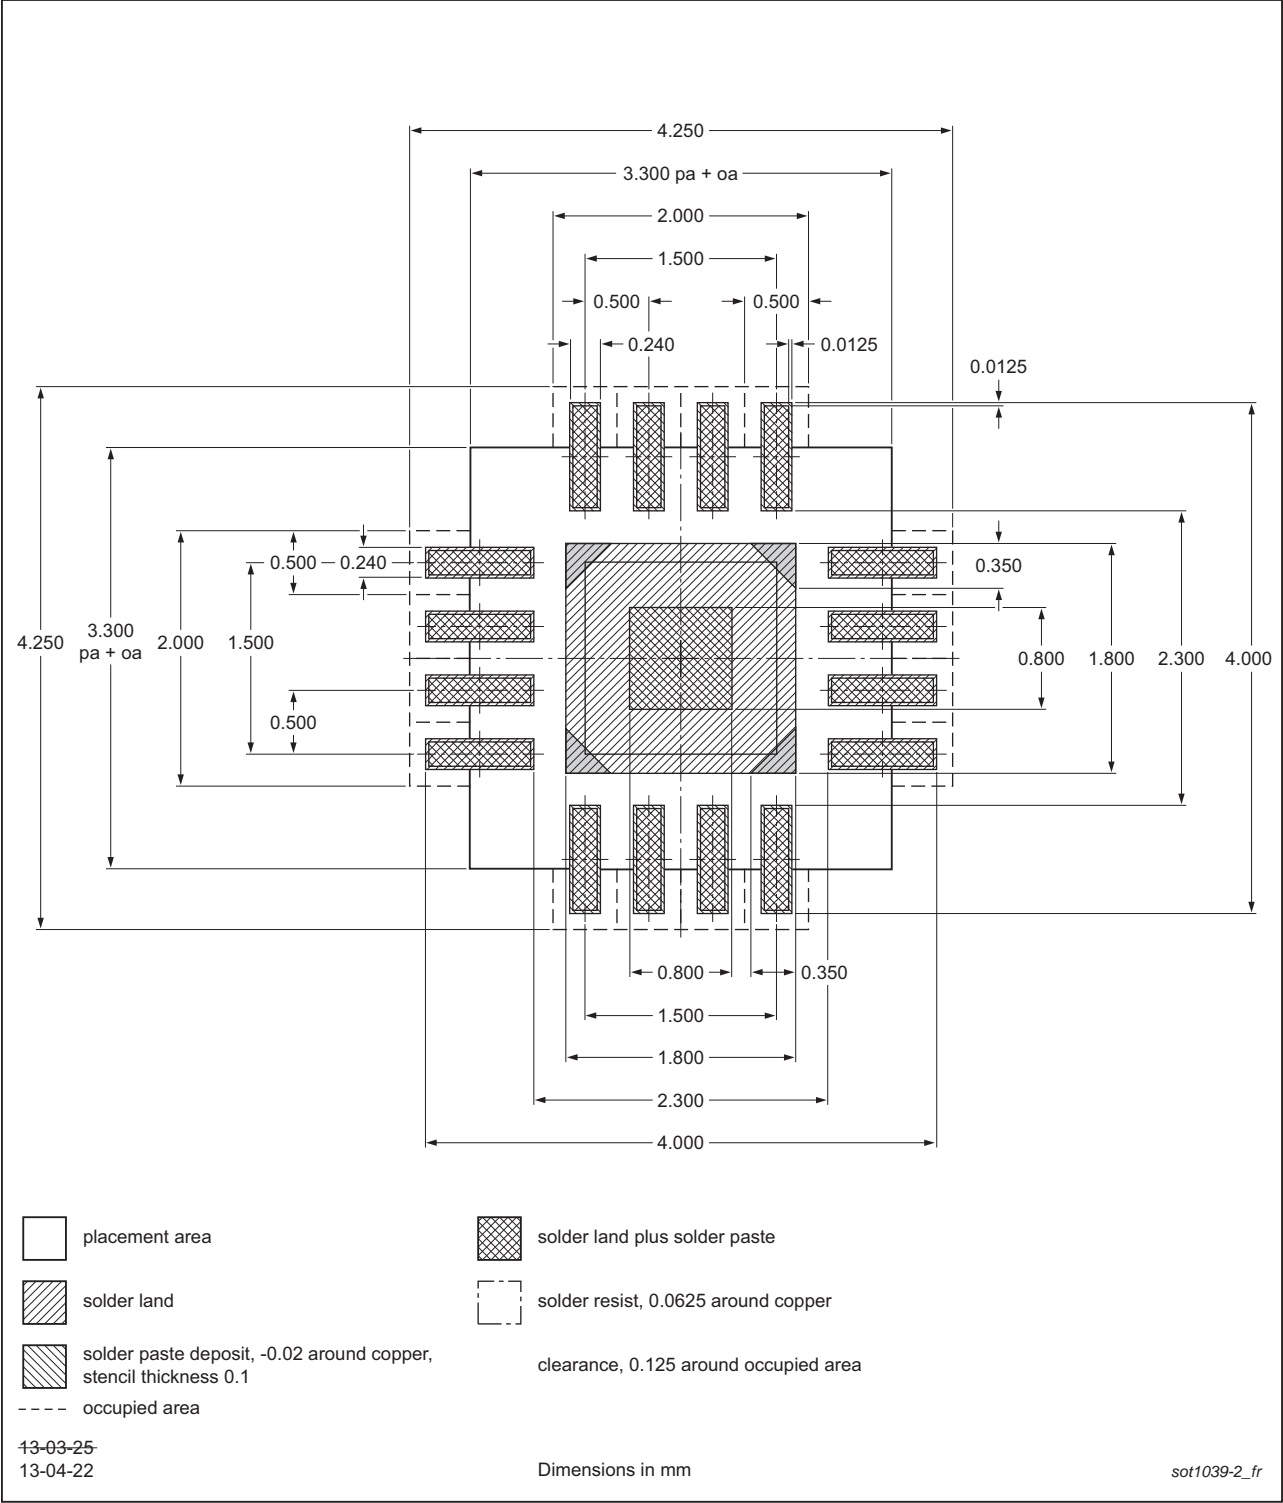 4.250
3.300 pa + oa
2.000
1.500
0.500 0.500
0.240 0.0125
0.0125
0.500 0.240
0.350
4.250 3.300 pa + oa 2.000 1.500
0.800 1.800 2.300 4.000
0.500
0.800 0.350
1.500
1.800
2.300
4.000
placement area
solder land plus solder paste
solder land
solder resist, 0.0625 around copper
solder paste deposit, -0.02 around copper,
stencil thickness 0.1
clearance, 0.125 around occupied area
occupied area
13-03-25
13-04-22
Dimensions in mm
sot1039-2_fr